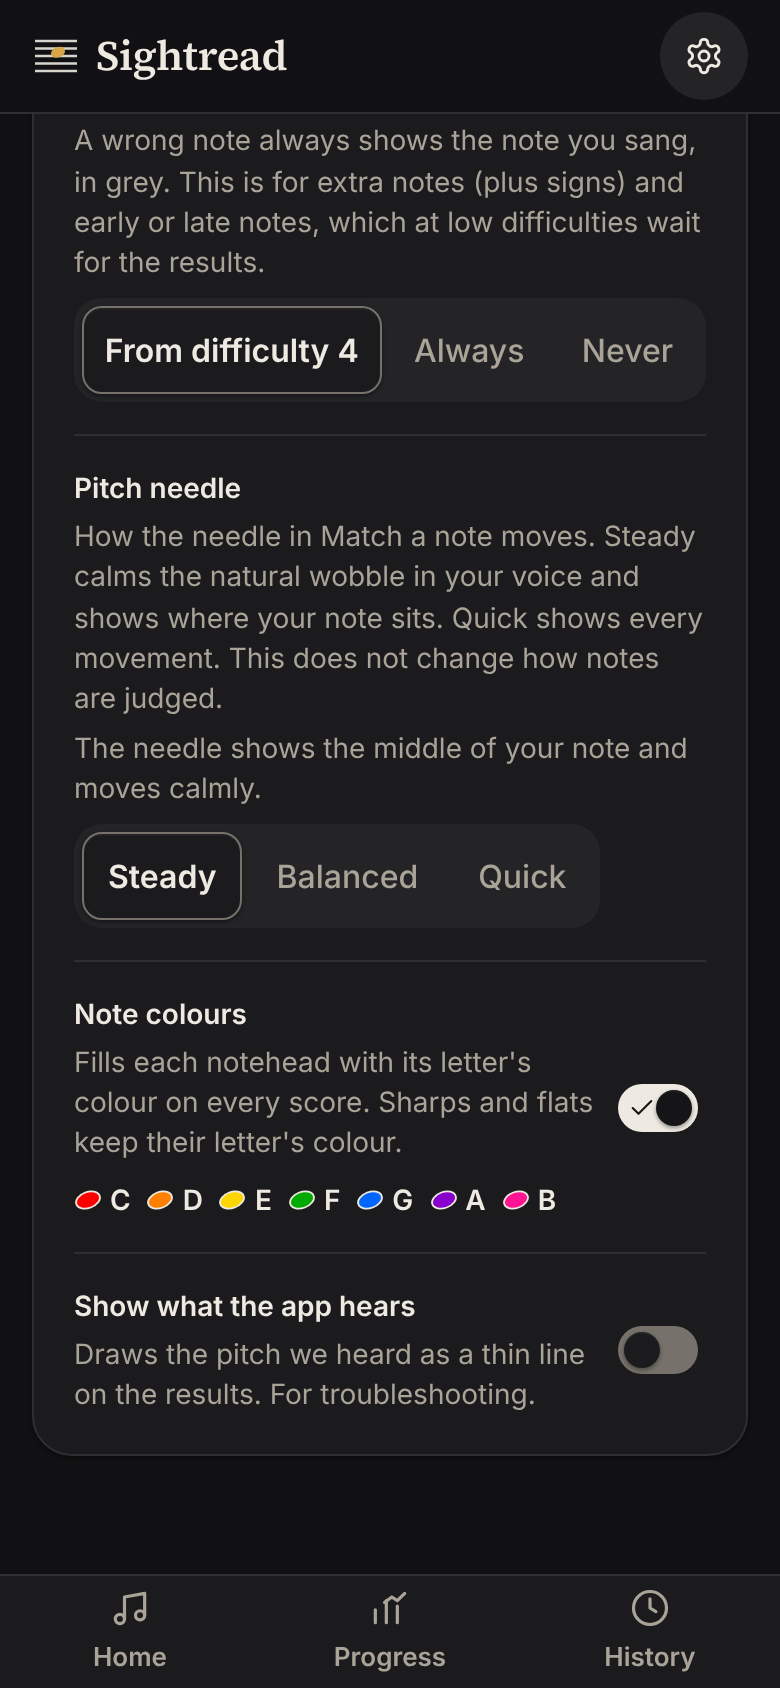 Sightread
A wrong note always shows the note you sang,
in grey. This is for extra notes (plus signs) and
early or late notes, which at low difficulties wait
for the results.
From difficulty 4 Always Never
Pitch needle
How the needle in Match a note moves. Steady
calms the natural wobble in your voice and
shows where your note sits. Quick shows every
movement. This does not change how notes
are judged.
The needle shows the middle of your note and
moves calmly.
Steady Balanced Quick
Note colours
Fills each notehead with its letter's
colour on every score. Sharps and flats
keep their letter's colour.
C D E F G A B
Show what the app hears
Draws the pitch we heard as a thin line
on the results. For troubleshooting.
Home Progress History